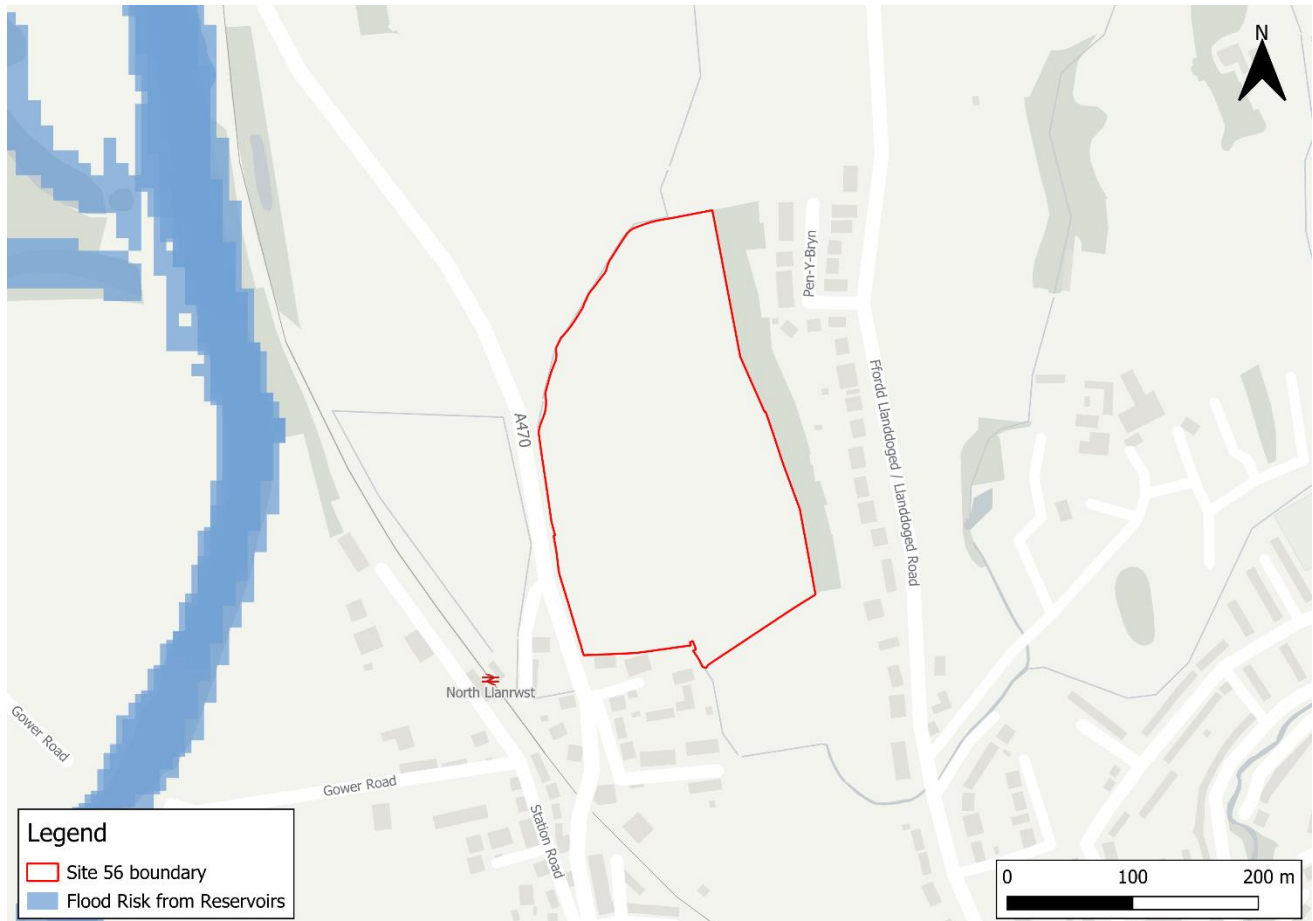 N
Pen-Y-Bryn
A470
Ffordd Llanddoged / Llanddoged Road
North Llanrwst
Gower Road
Gower Road
Station Road
Legend
Site 56 boundary
Flood Risk from Reservoirs
0 100 200 m